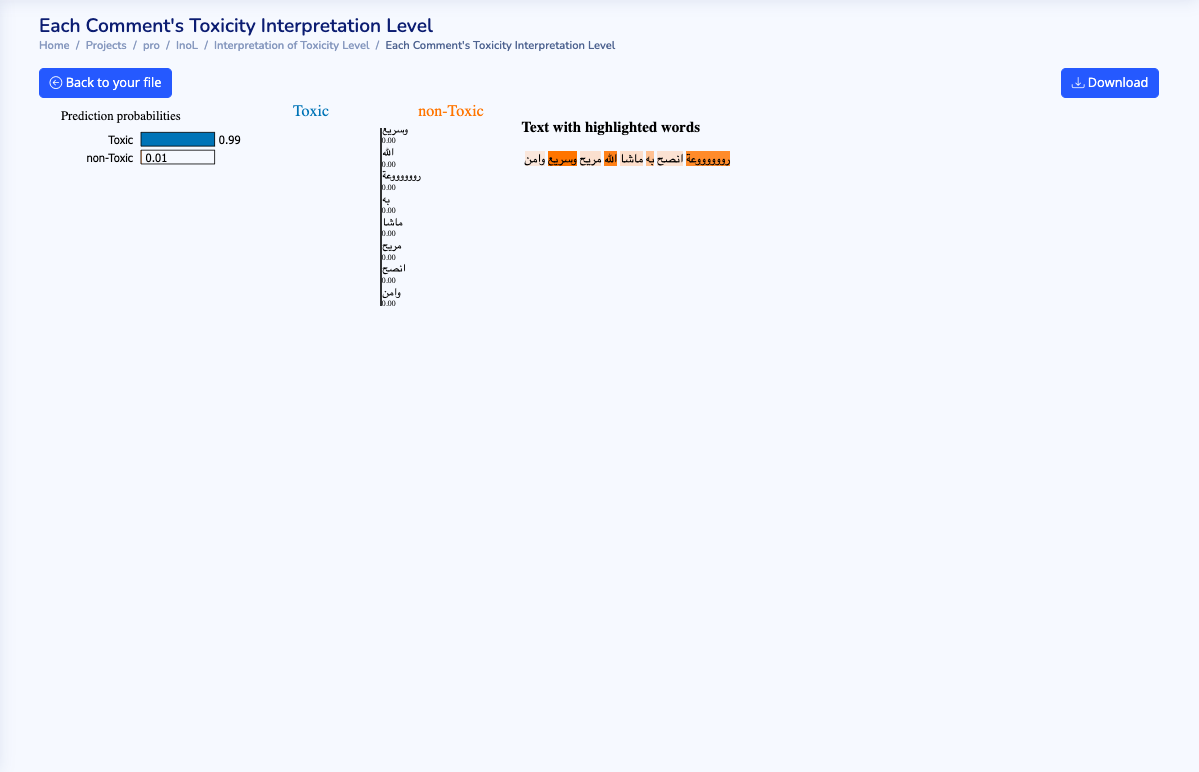 Each Comment's Toxicity Interpretation Level
Home / Projects / pro / InoL / Interpretation of Toxicity Level / Each Comment's Toxicity Interpretation Level
Back to your file
Download
Prediction probabilities
Toxic 0.99
non-Toxic 0.01
Toxic non-Toxic
وسريع
0.00
الله
0.00
رووووووعة
0.00
به
0.00
ماشا
0.00
مريح
0.00
انصح
0.00
وامن
0.00
Text with highlighted words
رووووووعة انصح به ماشا الله مريح وسريع وامن